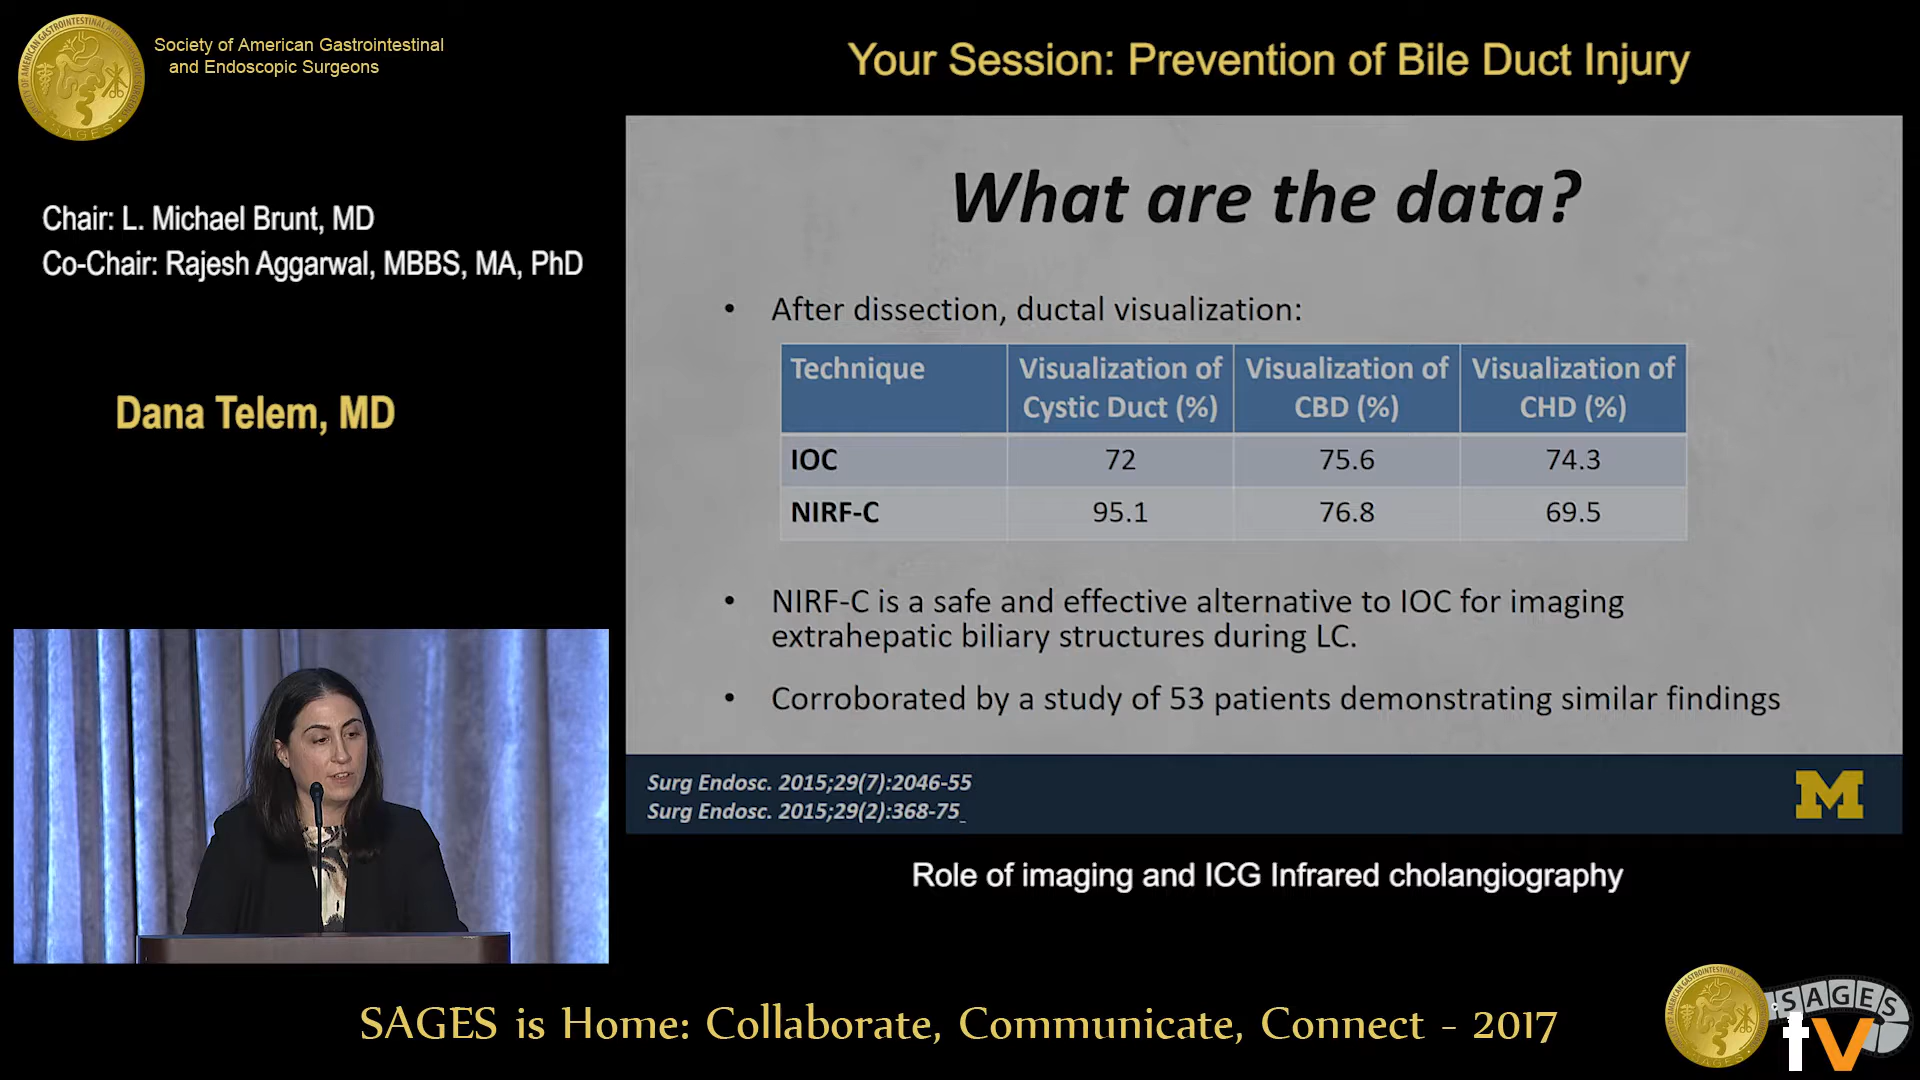 Society of American Gastrointestinal
and Endoscopic Surgeons
Your Session: Prevention of Bile Duct Injury
Chair: L. Michael Brunt, MD
Co-Chair: Rajesh Aggarwal, MBBS, MA, PhD
Dana Telem, MD
What are the data?
• After dissection, ductal visualization:
Technique Visualization of Cystic Duct (%) Visualization of CBD (%) Visualization of CHD (%)
IOC 72 75.6 74.3
NIRF-C 95.1 76.8 69.5
• NIRF-C is a safe and effective alternative to IOC for imaging
extrahepatic biliary structures during LC.
• Corroborated by a study of 53 patients demonstrating similar findings
Surg Endosc. 2015;29(7):2046-55
Surg Endosc. 2015;29(2):368-75
M
Role of imaging and ICG Infrared cholangiography
SAGES is Home: Collaborate, Communicate, Connect - 2017
SAGES
tv